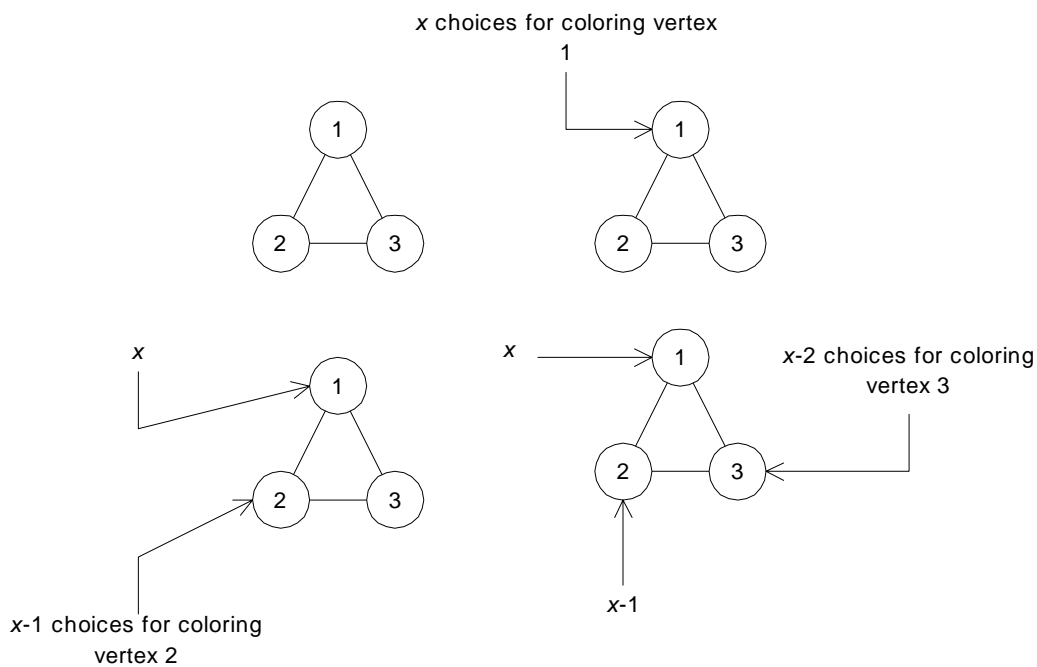 x choices for coloring vertex
1
1
2 3
1
2 3
x
1
2 3
x-1 choices for coloring
vertex 2
x
1
x-2 choices for coloring
vertex 3
2 3
x-1